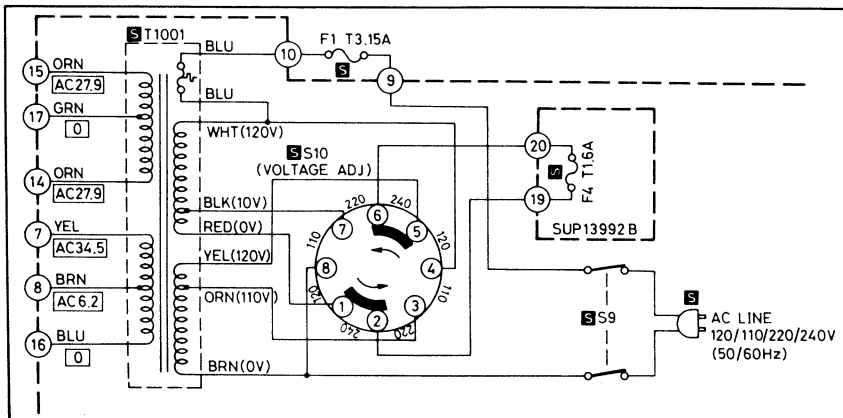 S T1001
BLU
10
F1 T3.15A
S
9
15 ORN
AC27.9
17 GRN
0
14 ORN
AC27.9
7 YEL
AC34.5
8 BRN
AC6.2
16 BLU
0
BLU
WHT(120V)
S S10
(VOLTAGE ADJ)
BLK(10V)
RED(0V)
YEL(120V)
ORN(110V)
BRN(0V)
220
240
120
110
220
240
120
110
6
5
4
3
2
1
8
7
20
19
S
F4 T1.6A
SUP13992B
S S9
S
AC LINE
120/110/220/240V
(50/60Hz)